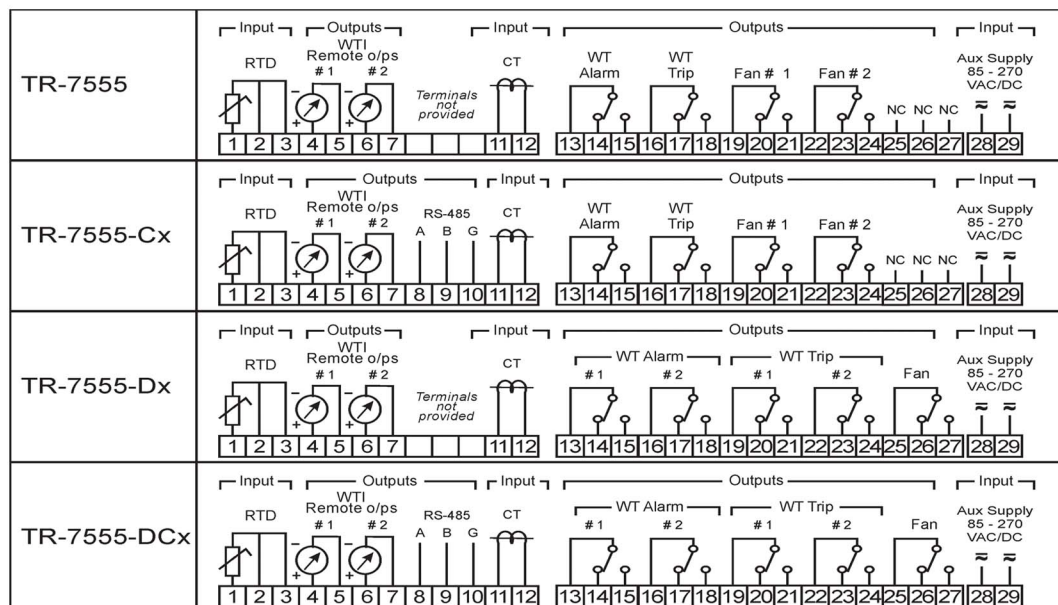 Input Outputs Input Outputs Input
TR-7555
RTD
WTI
Remote o/ps
# 1 # 2
Terminals
not
provided
CT
WT
Alarm
WT
Trip
Fan # 1
Fan # 2
NC NC NC
Aux Supply
85 - 270
VAC/DC
- + - +
1 2 3 4 5 6 7 11 12 13 14 15 16 17 18 19 20 21 22 23 24 25 26 27 28 29
Input Outputs Input Outputs Input
TR-7555-Cx
RTD
WTI
Remote o/ps
# 1 # 2
RS-485
A B G
CT
WT
Alarm
WT
Trip
Fan # 1
Fan # 2
NC NC NC
Aux Supply
85 - 270
VAC/DC
- + - +
1 2 3 4 5 6 7 8 9 10 11 12 13 14 15 16 17 18 19 20 21 22 23 24 25 26 27 28 29
Input Outputs Input Outputs Input
TR-7555-Dx
RTD
WTI
Remote o/ps
# 1 # 2
Terminals
not
provided
CT
WT Alarm
# 1 # 2
WT Trip
# 1 # 2
Fan
Aux Supply
85 - 270
VAC/DC
- + - +
1 2 3 4 5 6 7 11 12 13 14 15 16 17 18 19 20 21 22 23 24 25 26 27 28 29
Input Outputs Input Outputs Input
TR-7555-DCx
RTD
WTI
Remote o/ps
# 1 # 2
RS-485
A B G
CT
WT Alarm
# 1 # 2
WT Trip
# 1 # 2
Fan
Aux Supply
85 - 270
VAC/DC
- + - +
1 2 3 4 5 6 7 8 9 10 11 12 13 14 15 16 17 18 19 20 21 22 23 24 25 26 27 28 29